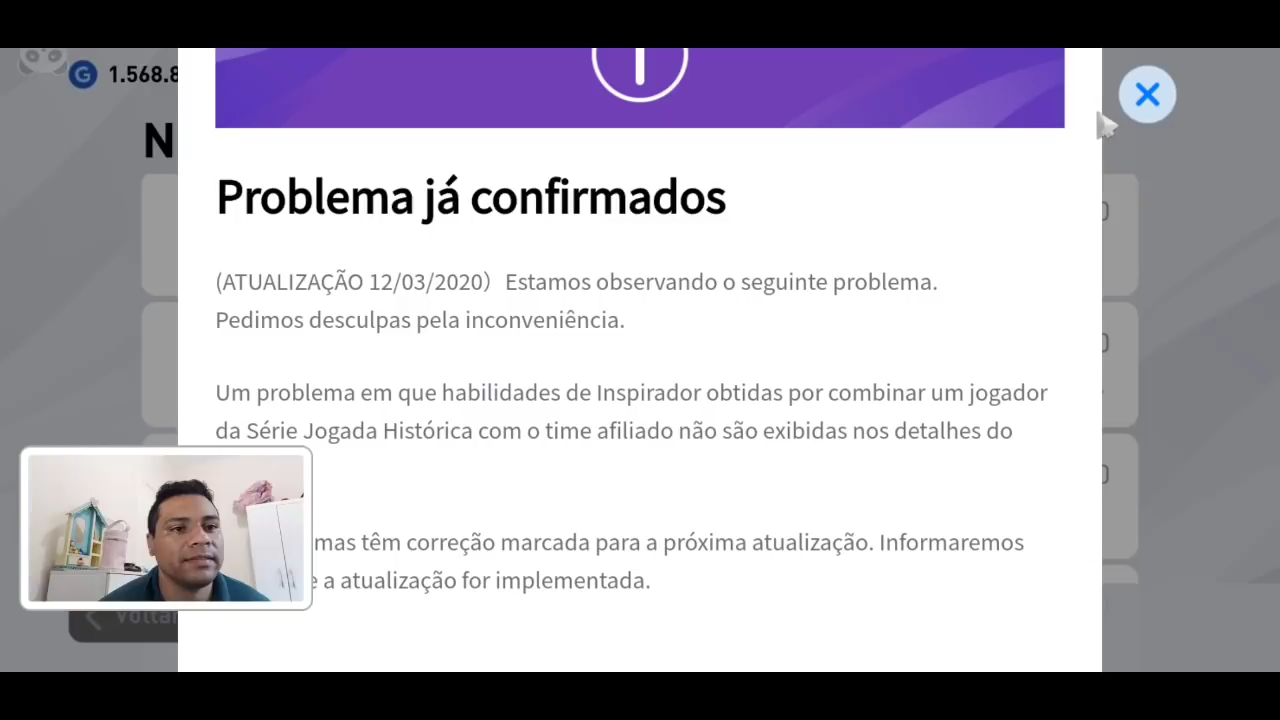 G 1.568.8
N
Problema já confirmados
(ATUALIZAÇÃO 12/03/2020) Estamos observando o seguinte problema.
Pedimos desculpas pela inconveniência.
Um problema em que habilidades de Inspirador obtidas por combinar um jogador
da Série Jogada Histórica com o time afiliado não são exibidas nos detalhes do
mas têm correção marcada para a próxima atualização. Informaremos
e a atualização for implementada.
Voltar